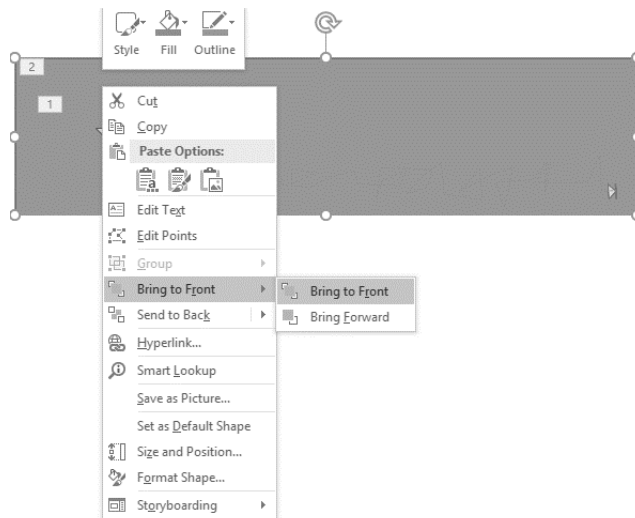 Style Fill Outline
2
1
Cut
Copy
Paste Options:
Edit Text
Edit Points
Group
Bring to Front
Bring to Front
Send to Back
Bring Forward
Hyperlink...
Smart Lookup
Save as Picture...
Set as Default Shape
Size and Position...
Format Shape...
Storyboarding